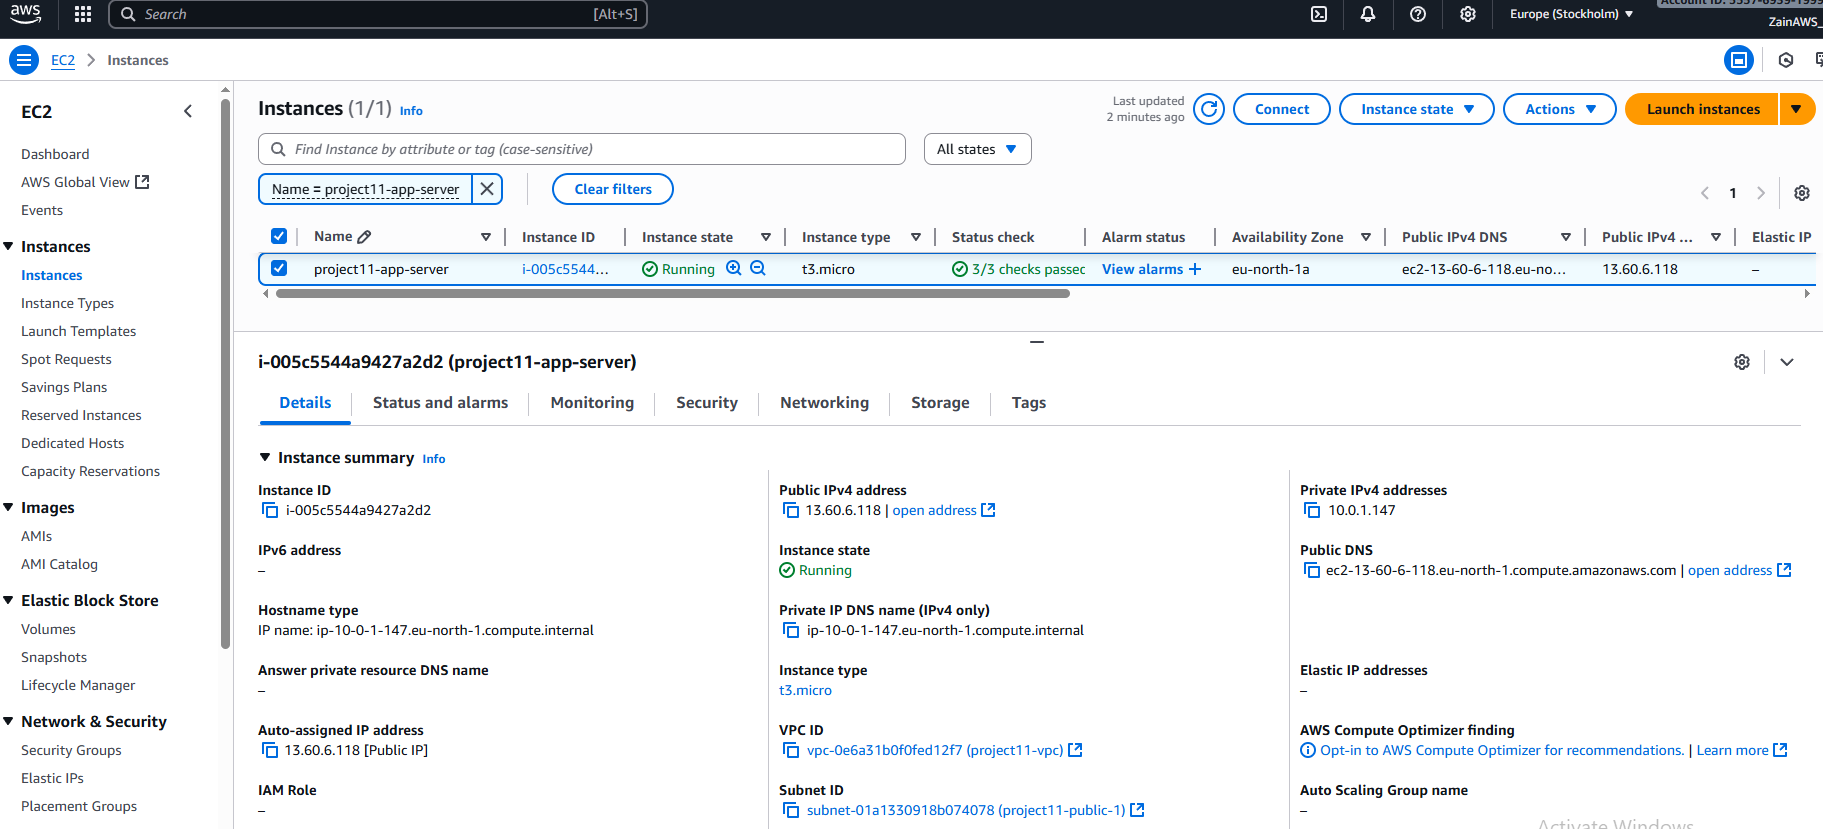 aws
Search [Alt+S]
Europe (Stockholm)
ZainAWS_
EC2 Instances
EC2
Dashboard
AWS Global View
Events
Instances
Instances
Instance Types
Launch Templates
Spot Requests
Savings Plans
Reserved Instances
Dedicated Hosts
Capacity Reservations
Images
AMIs
AMI Catalog
Elastic Block Store
Volumes
Snapshots
Lifecycle Manager
Network & Security
Security Groups
Elastic IPs
Placement Groups
Instances (1/1) Info
Last updated
2 minutes ago
Connect
Instance state
Actions
Launch instances
Find Instance by attribute or tag (case-sensitive)
All states
Name = project11-app-server
Clear filters
1
Name Instance ID Instance state Instance type Status check Alarm status Availability Zone Public IPv4 DNS Public IPv4 ... Elastic IP
project11-app-server i-005c5544... Running t3.micro 3/3 checks passed View alarms + eu-north-1a ec2-13-60-6-118.eu-no... 13.60.6.118 –
i-005c5544a9427a2d2 (project11-app-server)
Details Status and alarms Monitoring Security Networking Storage Tags
Instance summary Info
Instance ID
i-005c5544a9427a2d2
Public IPv4 address
13.60.6.118 | open address
Private IPv4 addresses
10.0.1.147
IPv6 address
–
Instance state
Running
Public DNS
ec2-13-60-6-118.eu-north-1.compute.amazonaws.com | open address
Hostname type
IP name: ip-10-0-1-147.eu-north-1.compute.internal
Private IP DNS name (IPv4 only)
ip-10-0-1-147.eu-north-1.compute.internal
Answer private resource DNS name
–
Instance type
t3.micro
Elastic IP addresses
–
Auto-assigned IP address
13.60.6.118 [Public IP]
VPC ID
vpc-0e6a31b0f0fed12f7 (project11-vpc)
AWS Compute Optimizer finding
Opt-in to AWS Compute Optimizer for recommendations. | Learn more
IAM Role
–
Subnet ID
subnet-01a1330918b074078 (project11-public-1)
Auto Scaling Group name
–
Activate Windows